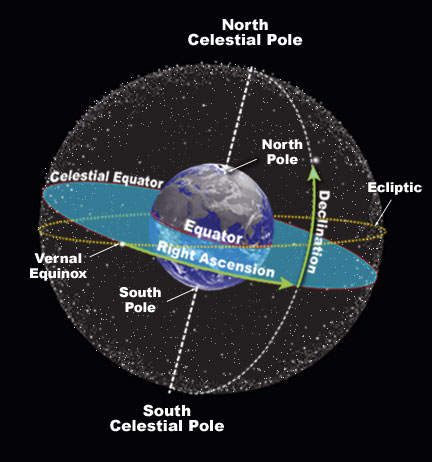 North
Celestial Pole
North
Pole
Celestial Equator
Ecliptic
Declination
Equator
Right Ascension
Vernal
Equinox
South
Pole
South
Celestial Pole